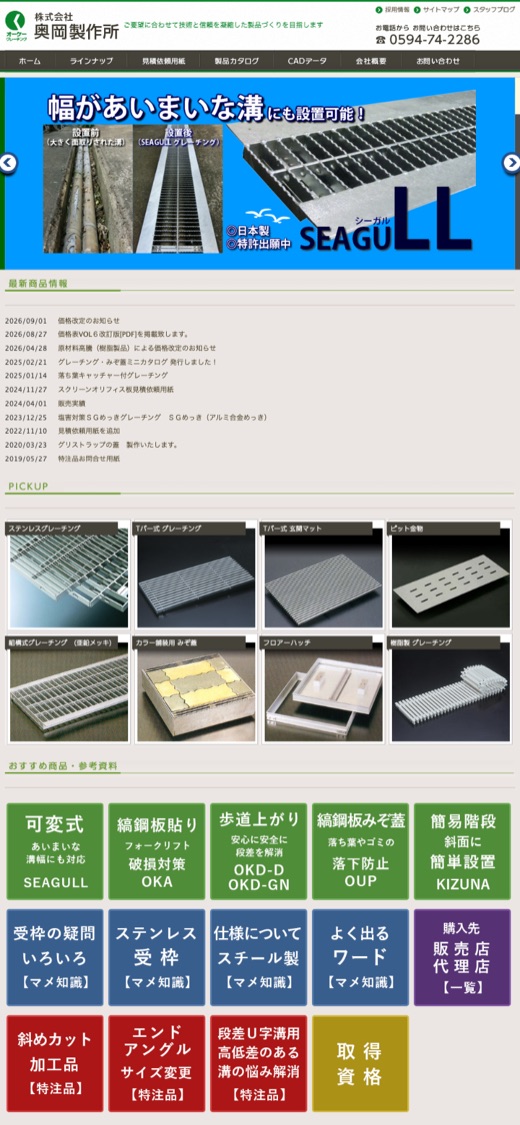 採用情報 サイトマップ スタッフブログ
オーケー
グレーチング
株式会社
奥岡製作所
ご要望に合わせて技術と信頼を凝縮した製品づくりを目指します
お電話から お問い合わせはこちら
☎ 0594-74-2286
ホーム ラインナップ 見積依頼用紙 製品カタログ CADデータ 会社概要 お問い合わせ
幅があいまいな溝にも設置可能！
設置前
(大きく面取りされた溝)
設置後
(SEAGULLグレーチング)
◎日本製
◎特許出願中
シーガル
SEAGULL
最新商品情報
2026/09/01 価格改定のお知らせ
2026/08/27 価格表VOL６改訂版[PDF]を掲載致します。
2026/04/28 原材料高騰（樹脂製品）による価格改定のお知らせ
2025/02/21 グレーチング・みぞ蓋ミニカタログ 発行しました！
2025/01/14 落ち葉キャッチャー付グレーチング
2024/11/27 スクリーンオリフィス板見積依頼用紙
2024/04/01 販売実績
2023/12/25 塩害対策ＳＧめっきグレーチング ＳＧめっき（アルミ合金めっき）
2022/11/10 見積依頼用紙を追加
2020/03/23 グリストラップの蓋 製作いたします。
2019/05/27 特注品お問合せ用紙
PICKUP
ステンレスグレーチング
Tバー式 グレーチング
Tバー式 玄関マット
ピット金物
組構式グレーチング (亜鉛メッキ)
カラー舗装用 みぞ蓋
フロアーハッチ
樹脂製 グレーチング
おすすめ商品・参考資料
可変式
あいまいな
溝幅にも対応
SEAGULL
縞鋼板貼り
フォークリフト
破損対策
OKA
歩道上がり
安心に安全に
段差を解消
OKD-D
OKD-GN
縞鋼板みぞ蓋
落ち葉やゴミの
落下防止
OUP
簡易階段
斜面に
簡単設置
KIZUNA
受枠の疑問
いろいろ
【マメ知識】
ステンレス
受 枠
【マメ知識】
仕様について
スチール製
【マメ知識】
よく出る
ワード
【マメ知識】
購入先
販 売 店
代 理 店
【一覧】
斜めカット
加工品
【特注品】
エンド
アングル
サイズ変更
【特注品】
段差Ｕ字溝用
高低差のある
溝の悩み解消
【特注品】
取 得
資 格